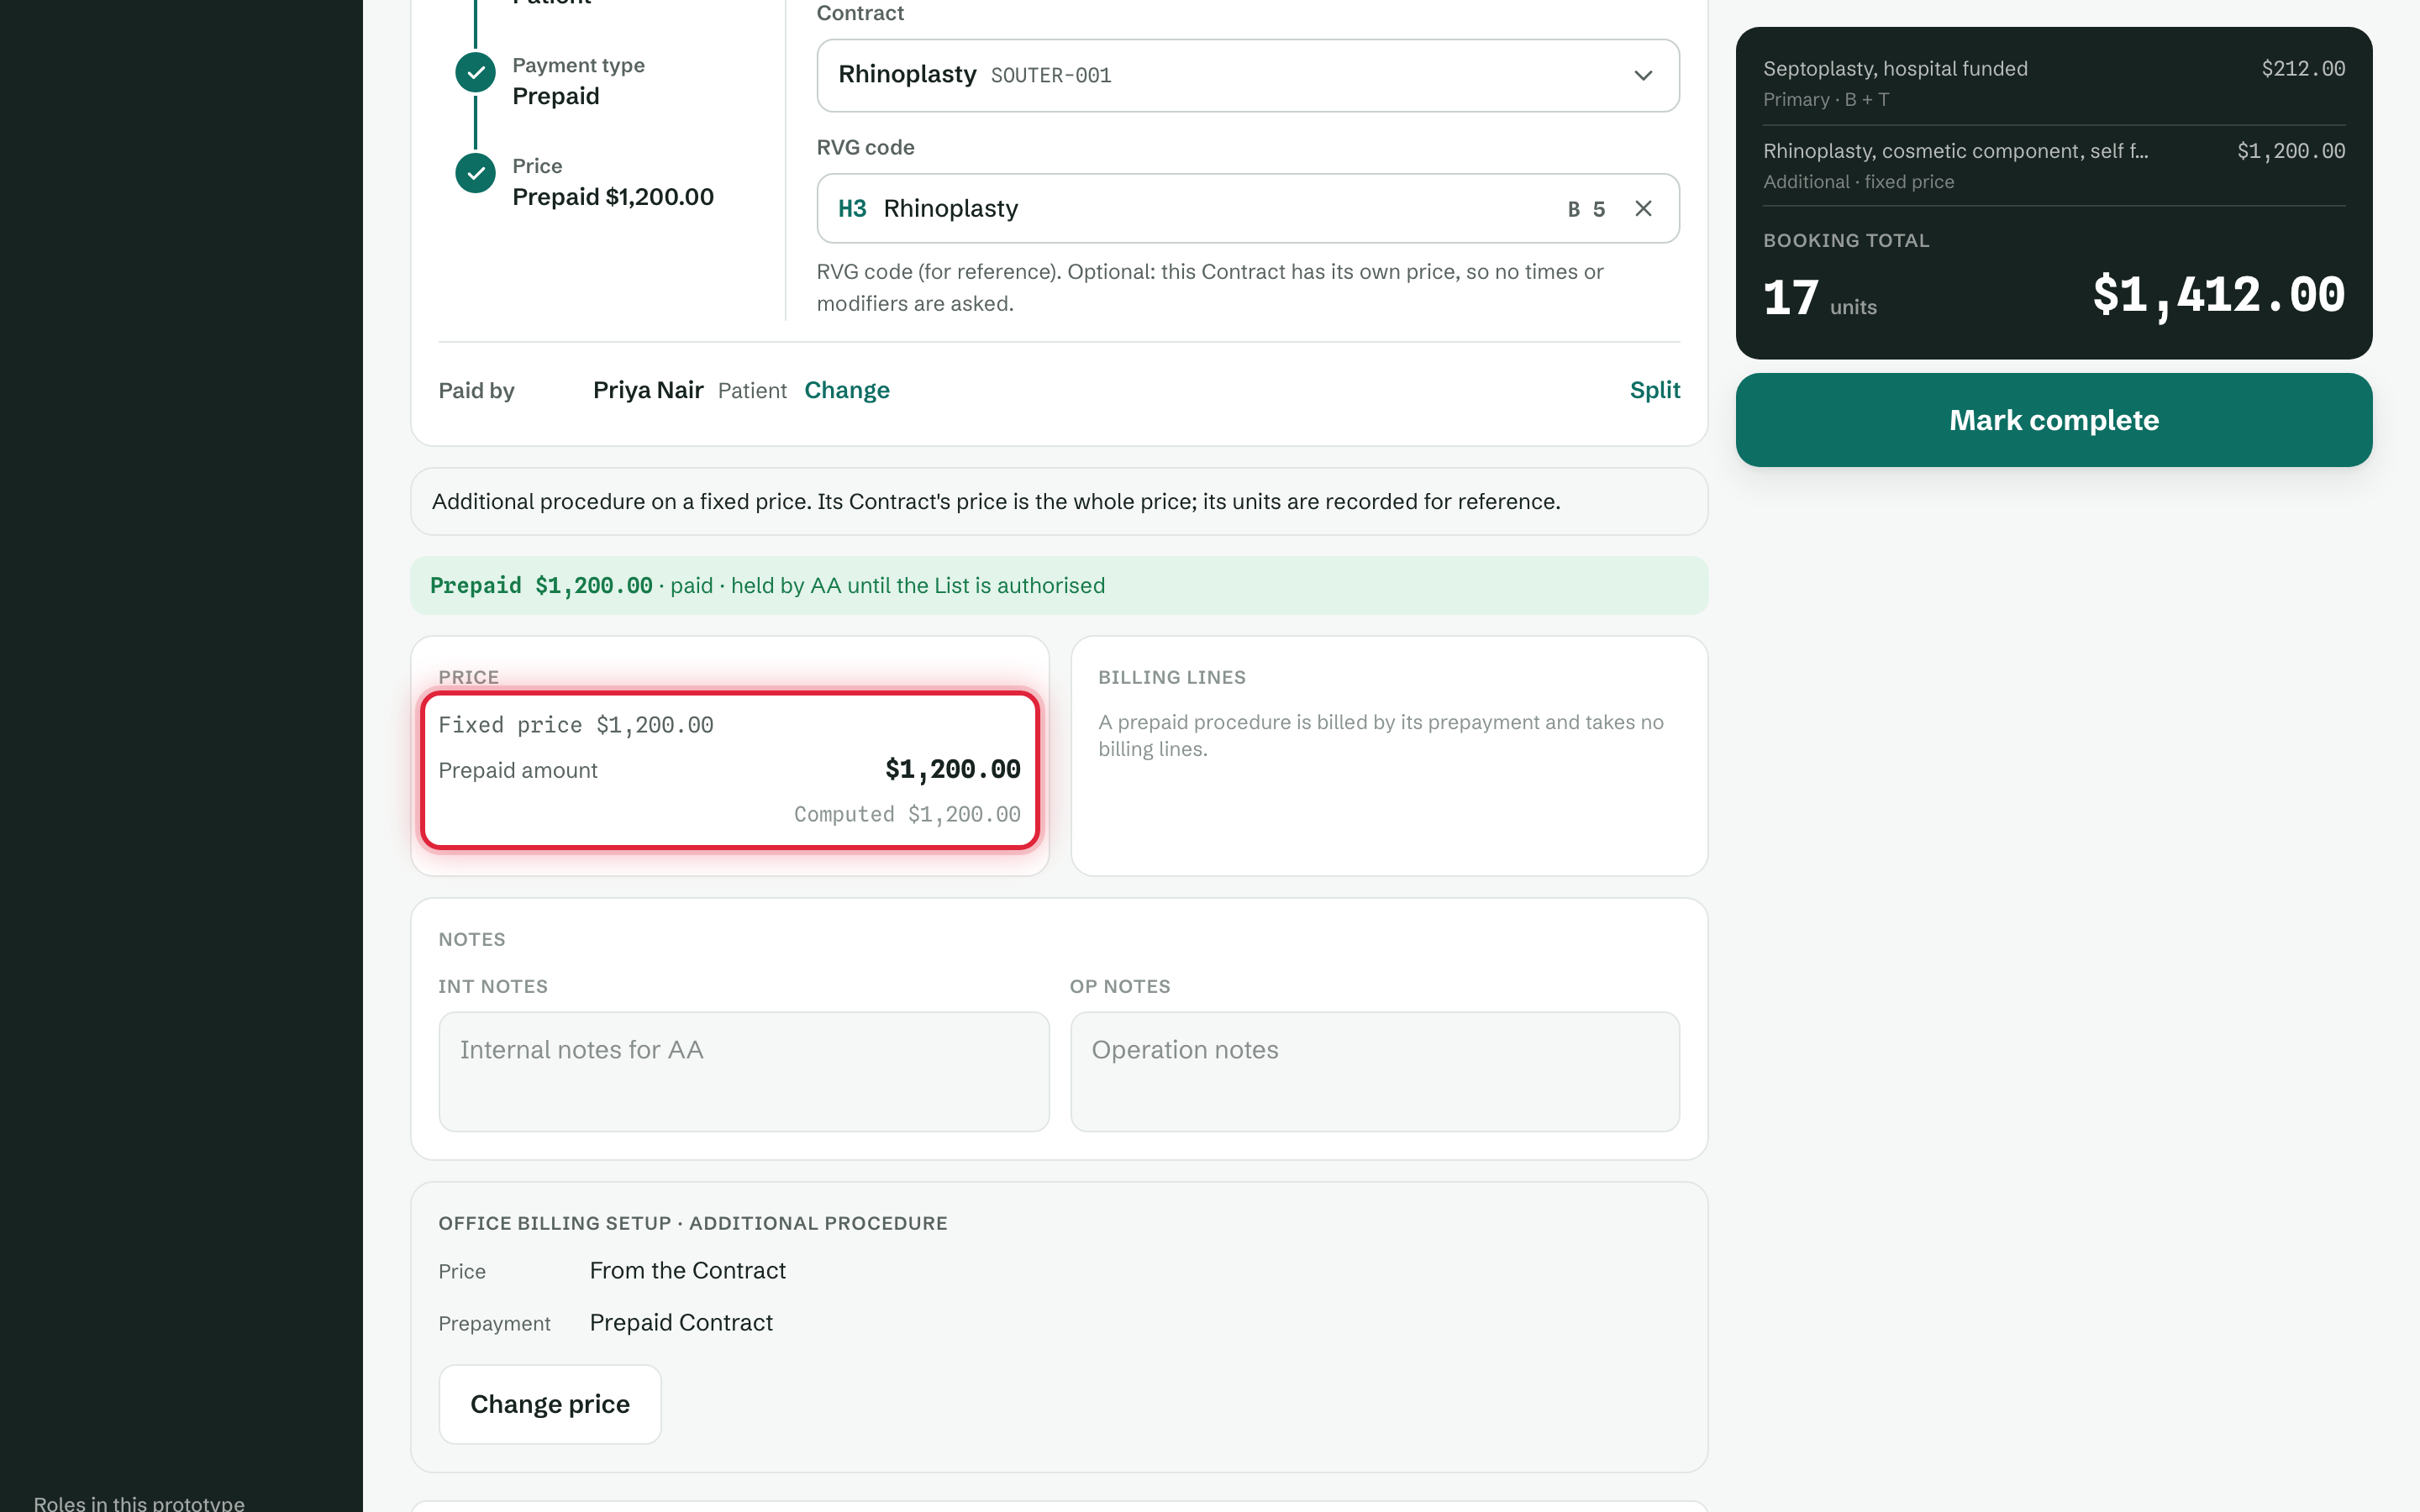 Patient
Payment type
Prepaid
Price
Prepaid $1,200.00
Contract
Rhinoplasty SOUTER-001
RVG code
H3 Rhinoplasty B 5
RVG code (for reference). Optional: this Contract has its own price, so no times or
modifiers are asked.
Paid by Priya Nair Patient Change Split
Additional procedure on a fixed price. Its Contract's price is the whole price; its units are recorded for reference.
Prepaid $1,200.00 · paid · held by AA until the List is authorised
PRICE
Fixed price $1,200.00
Prepaid amount $1,200.00
Computed $1,200.00
BILLING LINES
A prepaid procedure is billed by its prepayment and takes no
billing lines.
NOTES
INT NOTES
Internal notes for AA
OP NOTES
Operation notes
OFFICE BILLING SETUP · ADDITIONAL PROCEDURE
Price From the Contract
Prepayment Prepaid Contract
Change price
Septoplasty, hospital funded $212.00
Primary · B + T
Rhinoplasty, cosmetic component, self f... $1,200.00
Additional · fixed price
BOOKING TOTAL
17 units $1,412.00
Mark complete
Roles in this prototype